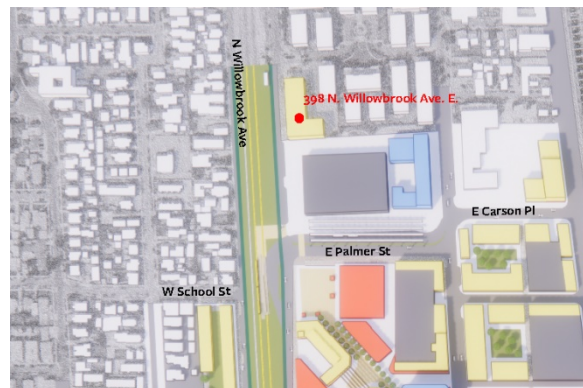 N Willowbrook Ave
398 N. Willowbrook Ave. E.
E Carson Pl
E Palmer St
W School St